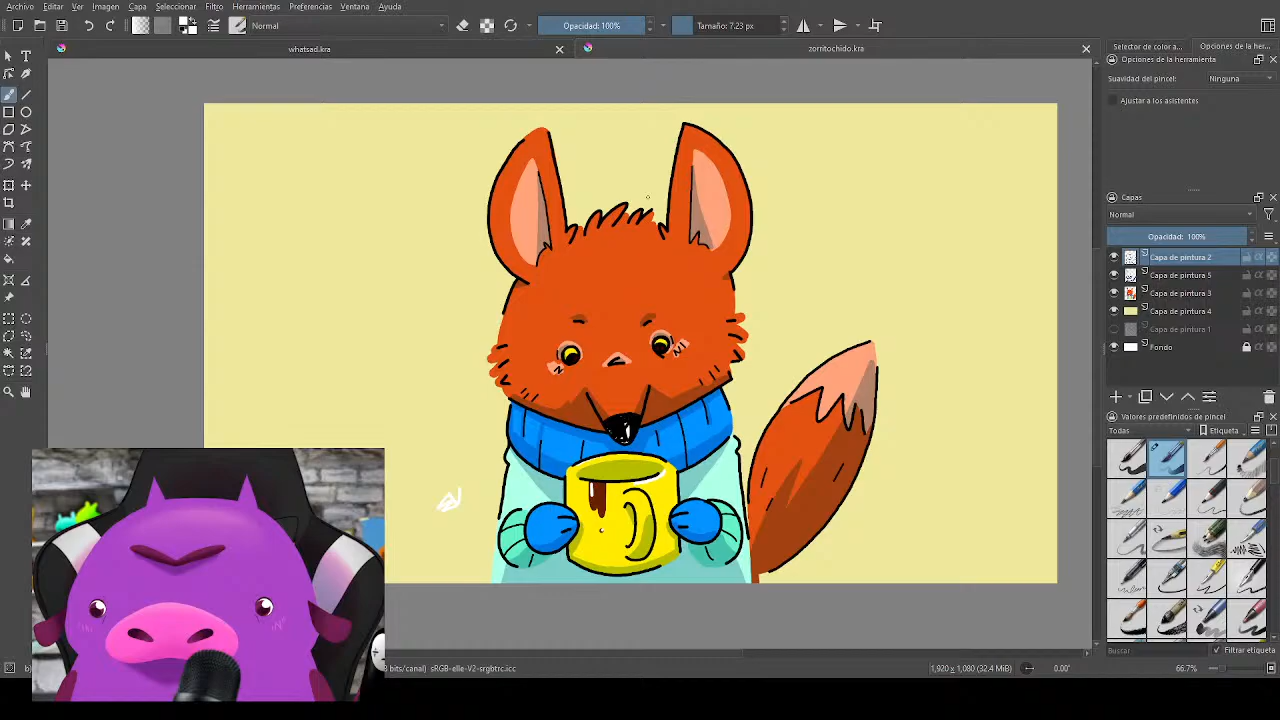 Archivo Editar Ver Imagen Capa Seleccionar Filtro Herramientas Preferencias Ventana Ayuda
Normal Opacidad: 100% Tamaño: 7.23 px
whatsad.kra zorritochido.kra
Selector de color a... Opciones de la her...
Opciones de la herramienta
Suavidad del pincel: Ninguna
Ajustar a los asistentes
Capas
Normal
Opacidad: 100%
Capa de pintura 2
Capa de pintura 5
Capa de pintura 3
Capa de pintura 4
Capa de pintura 1
Fondo
Valores predefinidos de pincel
Todas Etiqueta
Buscar Filtrar etiqueta
bits/canal) sRGB-elle-V2-srgbtrc.icc 1,920 x 1,080 (32.4 MiB) 0.00° 66.7%